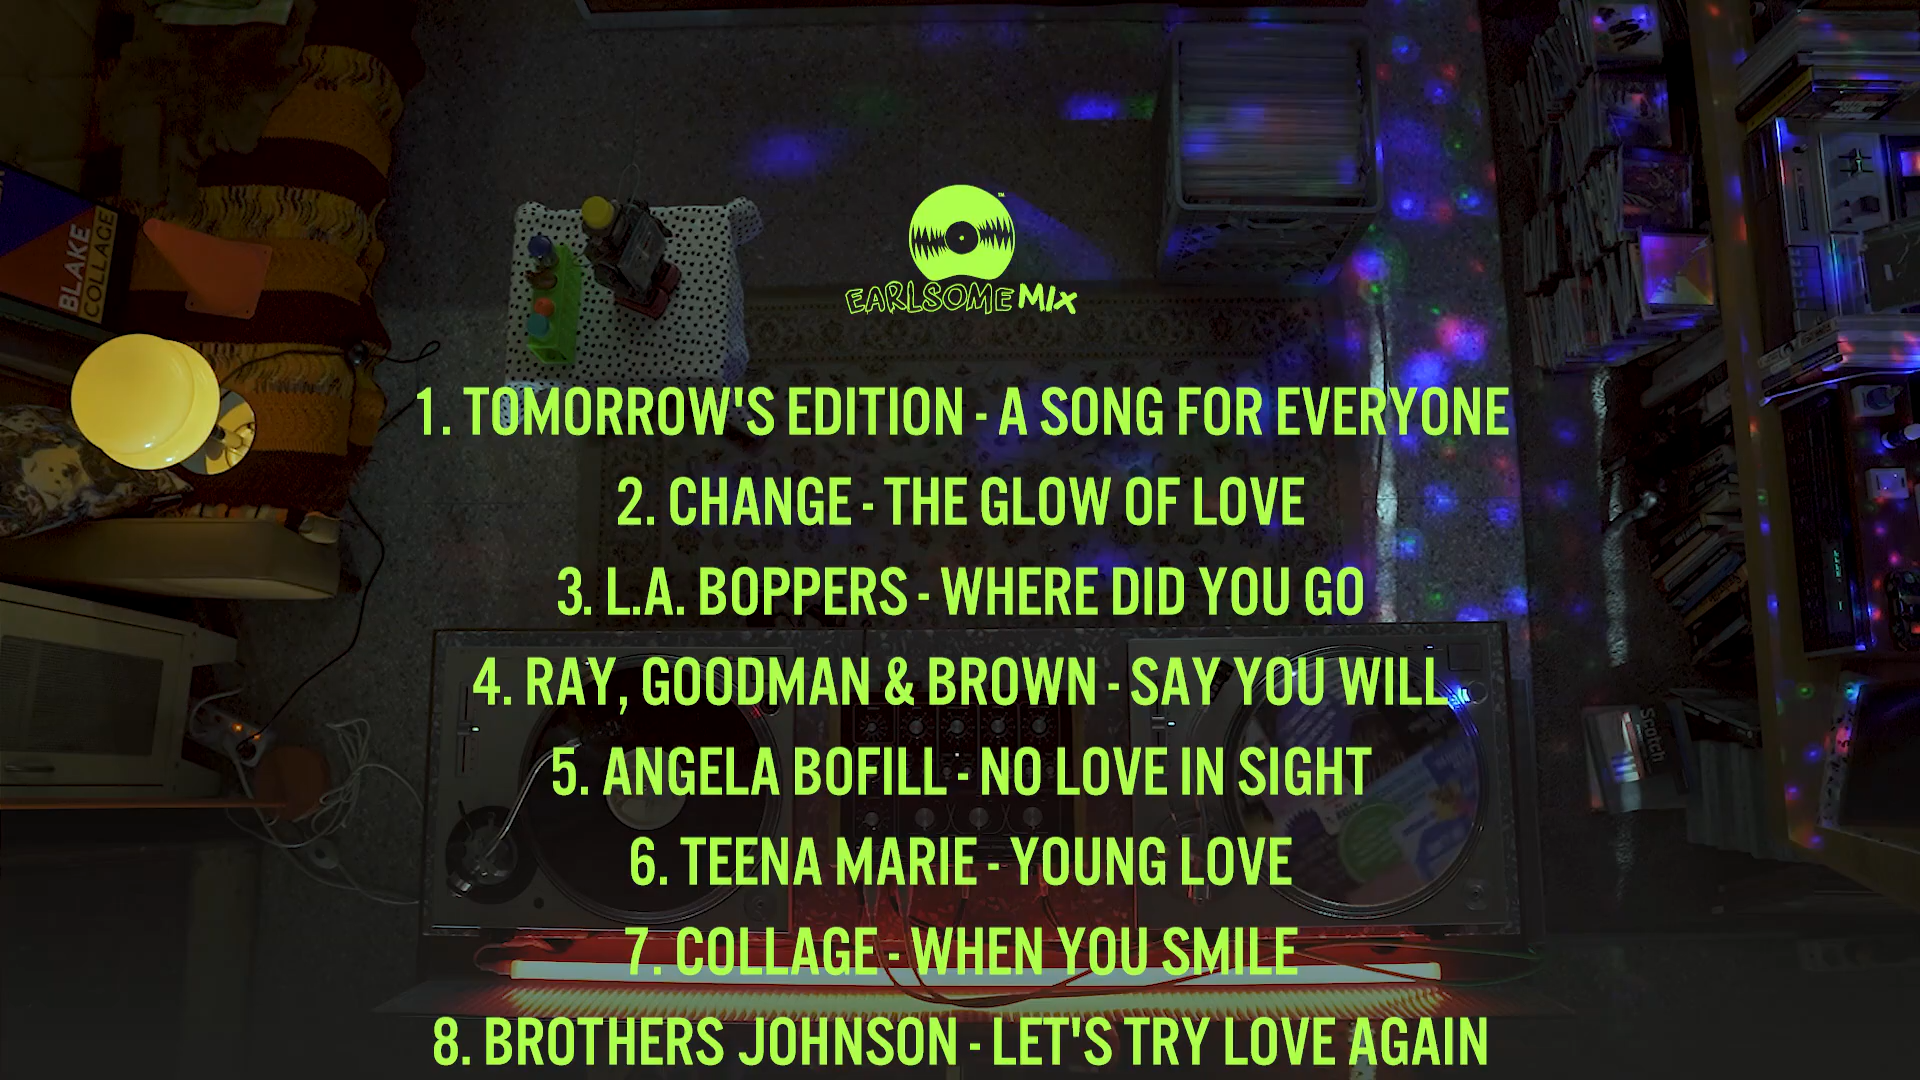 BLAKE
COLLAGE
™
EARLSOME MIX
1. TOMORROW'S EDITION - A SONG FOR EVERYONE
2. CHANGE - THE GLOW OF LOVE
3. L.A. BOPPERS - WHERE DID YOU GO
4. RAY, GOODMAN & BROWN - SAY YOU WILL
5. ANGELA BOFILL - NO LOVE IN SIGHT
6. TEENA MARIE - YOUNG LOVE
7. COLLAGE - WHEN YOU SMILE
8. BROTHERS JOHNSON - LET'S TRY LOVE AGAIN
Scotch